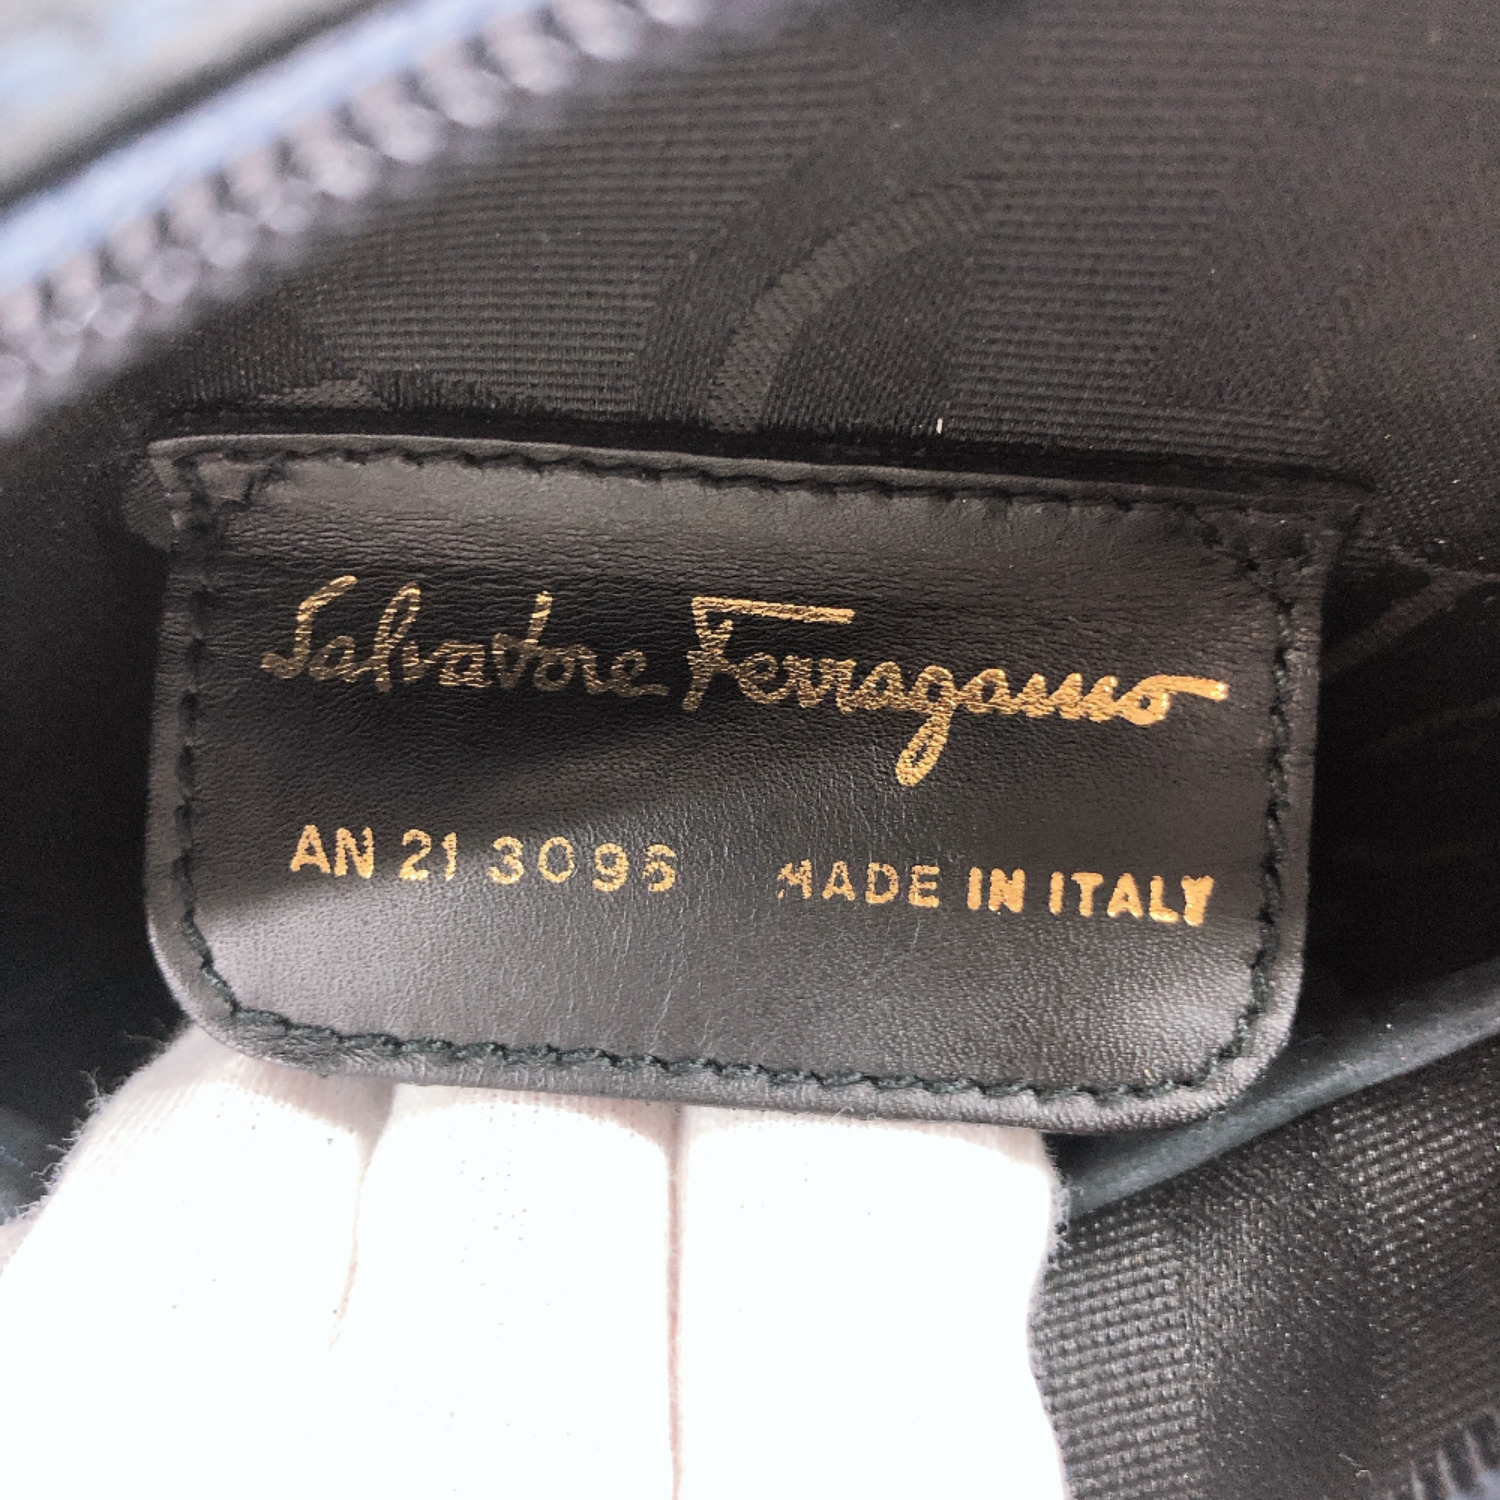 Salvatore Ferragamo
AN 21 3096 MADE IN ITALY